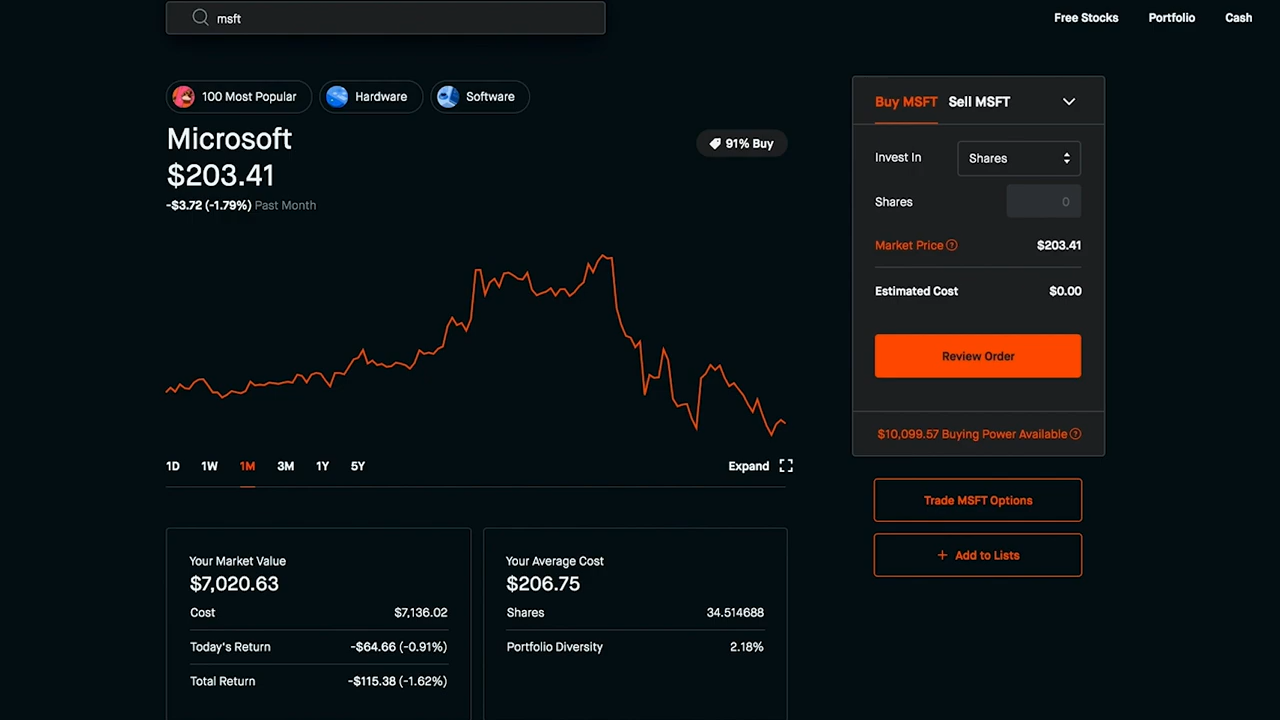 msft
Free Stocks Portfolio Cash
100 Most Popular Hardware Software
Microsoft
$203.41
-$3.72 (-1.79%) Past Month
91% Buy
1D 1W 1M 3M 1Y 5Y
Expand
Your Market Value
$7,020.63
Cost $7,136.02
Today's Return -$64.66 (-0.91%)
Total Return -$115.38 (-1.62%)
Your Average Cost
$206.75
Shares 34.514688
Portfolio Diversity 2.18%
Buy MSFT Sell MSFT
Invest In Shares
Shares 0
Market Price ? $203.41
Estimated Cost $0.00
Review Order
$10,099.57 Buying Power Available ?
Trade MSFT Options
+ Add to Lists